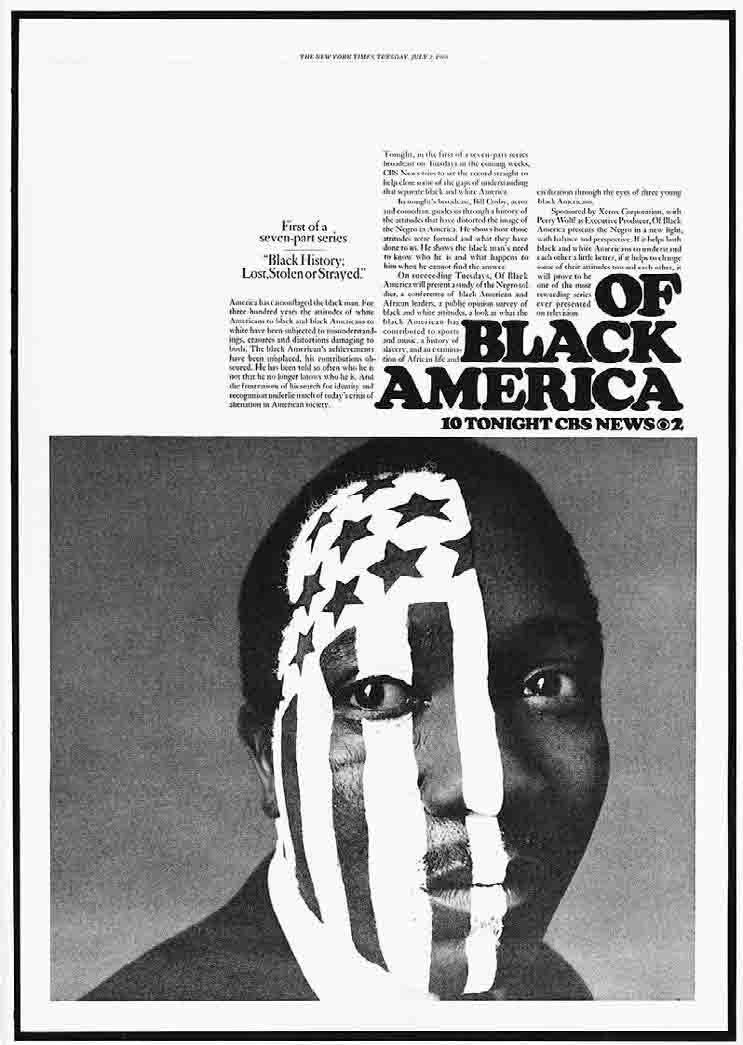 THE NEW YORK TIMES, TUESDAY, JULY 2, 1968
First of a
seven-part series
"Black History:
Lost, Stolen or Strayed."
America has camouflaged the black man. For
three hundred years the attitudes of white
Americans to black and black Americans to
white have been subjected to misunderstand-
ings, erasures and distortions damaging to
both. The black American's achievements
have been misplaced, his contributions ob-
scured. He has been told so often who he is
not that he no longer knows who he is. And
the frustrations of his search for identity and
recognition underlie much of today's crisis of
alienation in American society.
Tonight, in the first of a seven-part series
broadcast on Tuesdays in the coming weeks,
CBS News tries to set the record straight to
help close some of the gaps of understanding
that separate black and white America.
In tonight's broadcast, Bill Cosby, actor
and comedian, guides us through a history of
the attitudes that have distorted the image of
the Negro in America. He shows how those
attitudes were formed and what they have
done to us. He shows the black man's need
to know who he is and what happens to
him when he cannot find the answer.
On succeeding Tuesdays, Of Black
America will present a study of the Negro sol-
dier, a conference of black American and
African leaders, a public opinion survey of
black and white attitudes, a look at what the
black American has
contributed to sports
and music, a history of
slavery, and an examina-
tion of African life and
civilization through the eyes of three young
black Americans.
Sponsored by Xerox Corporation, with
Perry Wolff as Executive Producer, Of Black
America presents the Negro in a new light,
with balance and perspective. If it helps both
black and white Americans to understand
each other a little better, if it helps to change
some of their attitudes toward each other, it
will prove to be
one of the most
rewarding series
ever presented
on television.
OF
BLACK
AMERICA
10 TONIGHT CBS NEWS 2